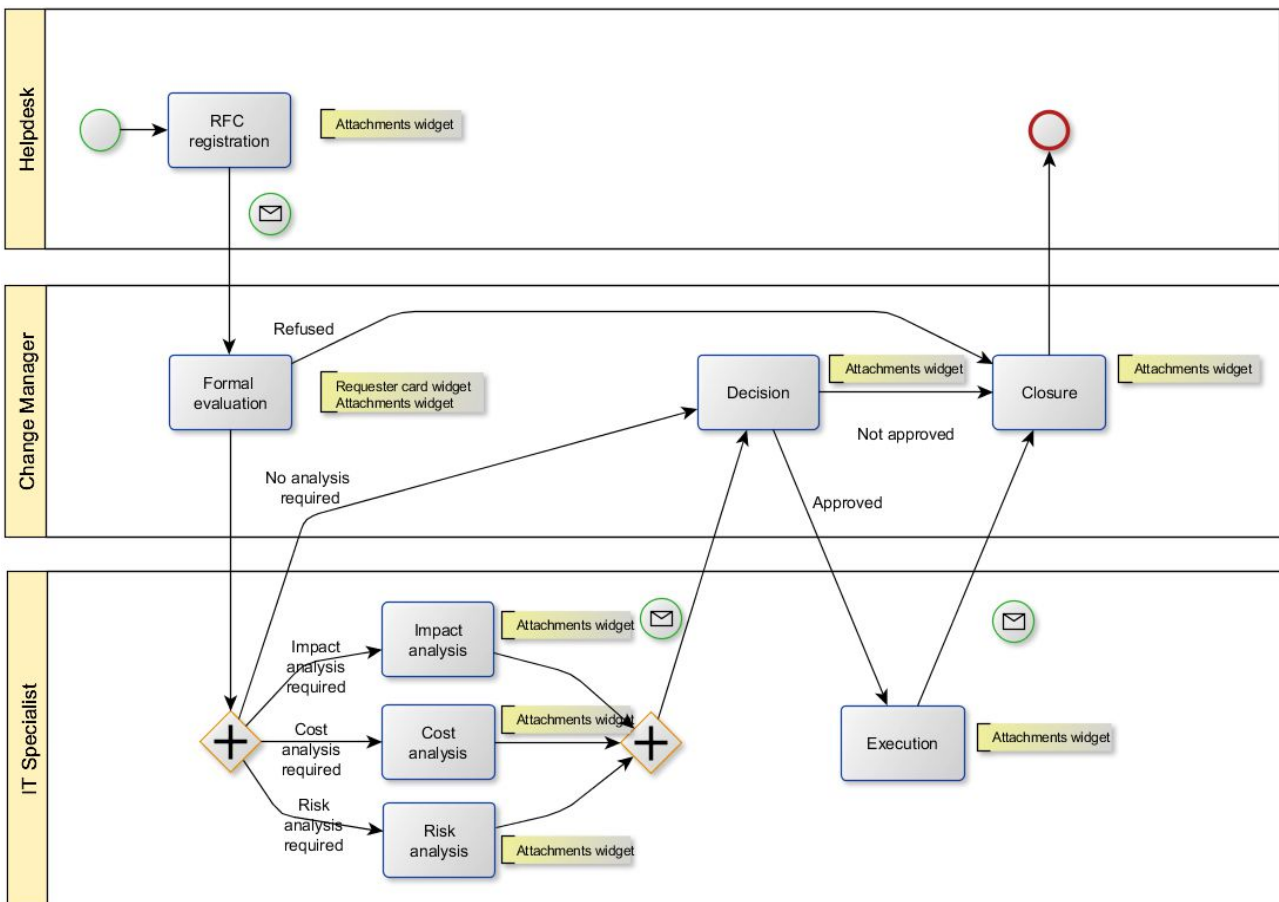 Helpdesk
RFC
registration
Attachments widget
Change Manager
Refused
Formal
evaluation
Requester card widget
Attachments widget
Decision
Attachments widget
Closure
Attachments widget
Not approved
No analysis
required
Approved
IT Specialist
Impact
analysis
required
Impact
analysis
Attachments widget
Cost
analysis
required
Cost
analysis
Attachments widget
Risk
analysis
required
Risk
analysis
Attachments widget
Execution
Attachments widget